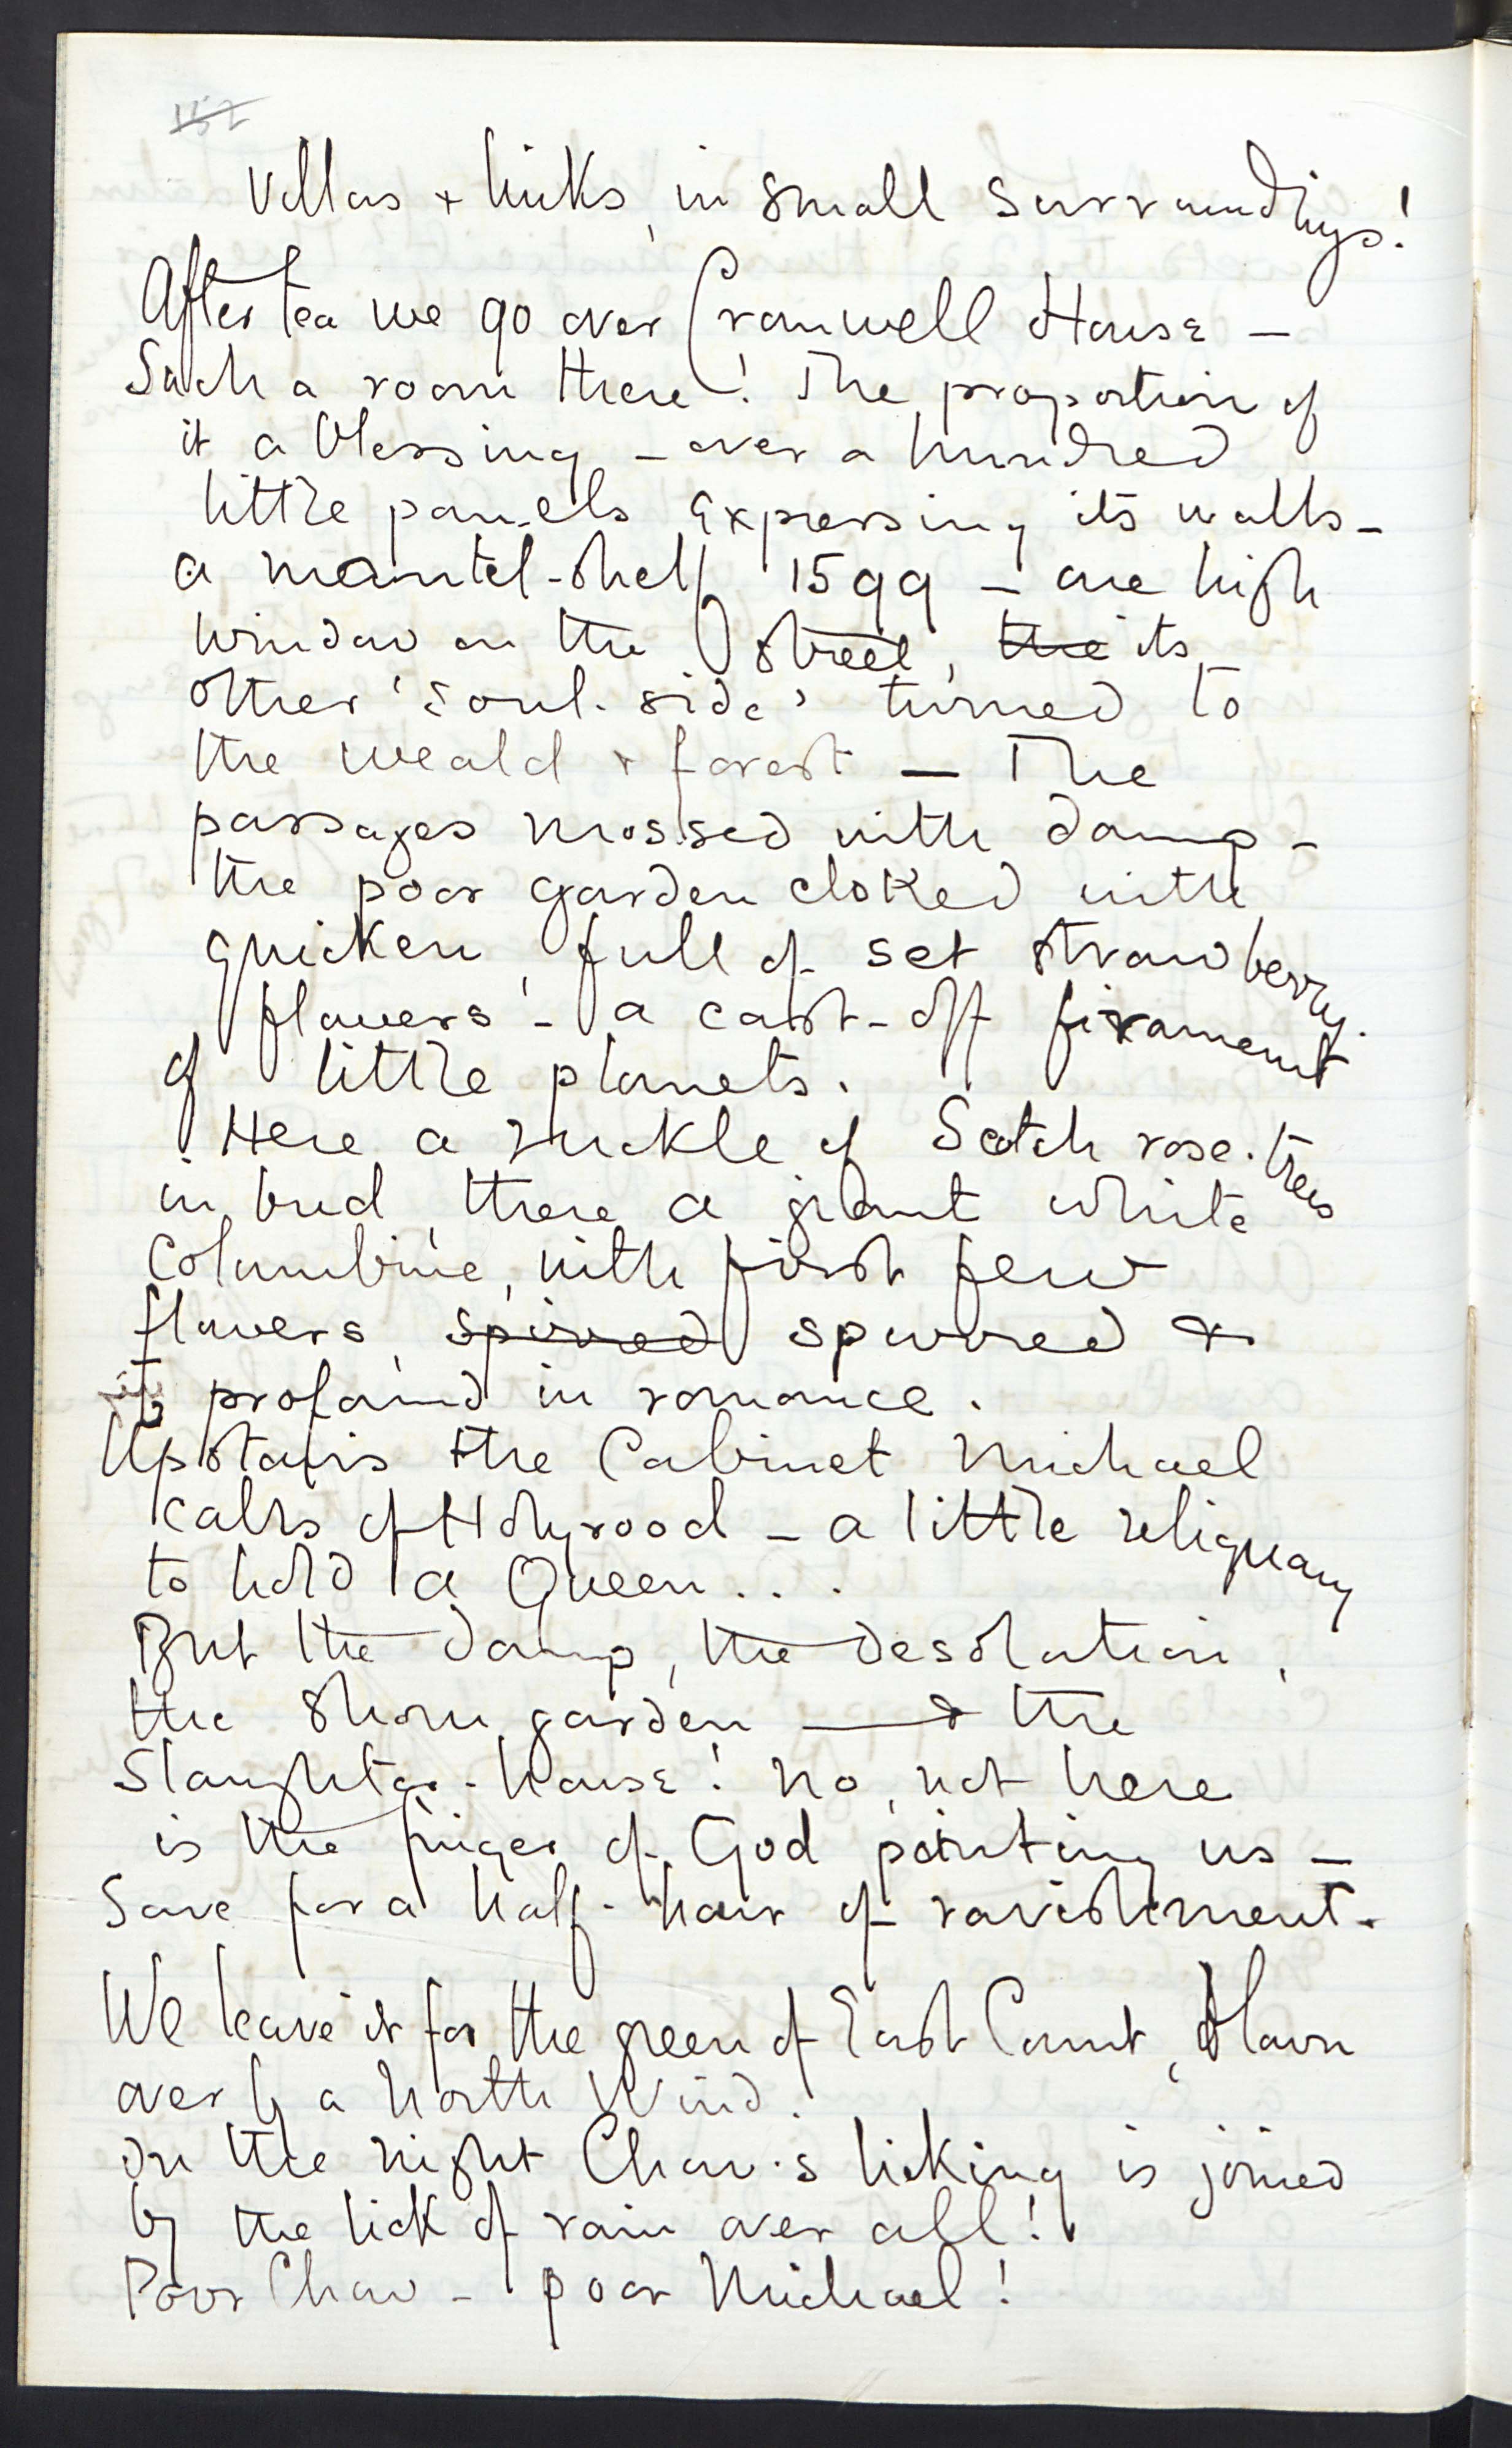 Villas & links, in small surroundings!
After tea we go over Cromwell House —
Such a room there! The proportion of
it a blessing – over a hundred
little panels expressing its walls –
a mantel-shelf 1599 – one high
window on the Street, the its
other 'soul-side' turned to
the weald & forest — The
passages mossed with damp –
the poor garden cloked with
quicken, full of set strawberry-
flowers! – a cast-off firmament
of little planets.
Here a ruckle of Scotch rose-trees
in bud, there a giant white
columbine, with first few
flowers, spired spurred &
profound in romance.
Upstairs the Cabinet Michael
calls of Holyrood – a little reliquary
to hold a Queen...
But the damp, the desolation,
the shorn garden — & the
Slaughter-house! No, not here
is the finger of God pointing us –
Save for a half-hour of ravishment.
We leave it for the green of East Court, blown
over by a North Wind.
In the night Chow's licking is joined
by the lick of rain over all!
Poor Chow – poor Michael!